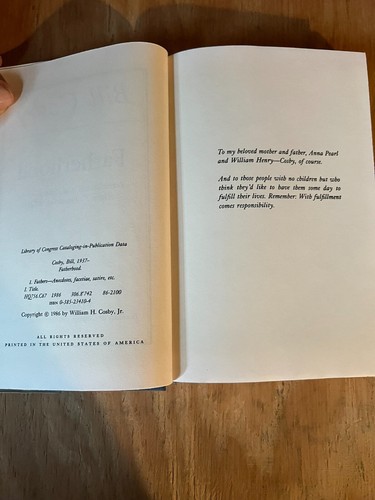 Library of Congress Cataloging-in-Publication Data
Cosby, Bill, 1937–
Fatherhood.
1. Fathers—Anecdotes, facetiae, satire, etc.
I. Title.
HQ756.C67 1986 306.8'742 86-2100
ISBN 0-385-23410-4
Copyright © 1986 by William H. Cosby, Jr.
ALL RIGHTS RESERVED
PRINTED IN THE UNITED STATES OF AMERICA
To my beloved mother and father, Anna Pearl
and William Henry—Cosby, of course.
And to those people with no children but who
think they'd like to have them some day to
fulfill their lives. Remember: With fulfillment
comes responsibility.